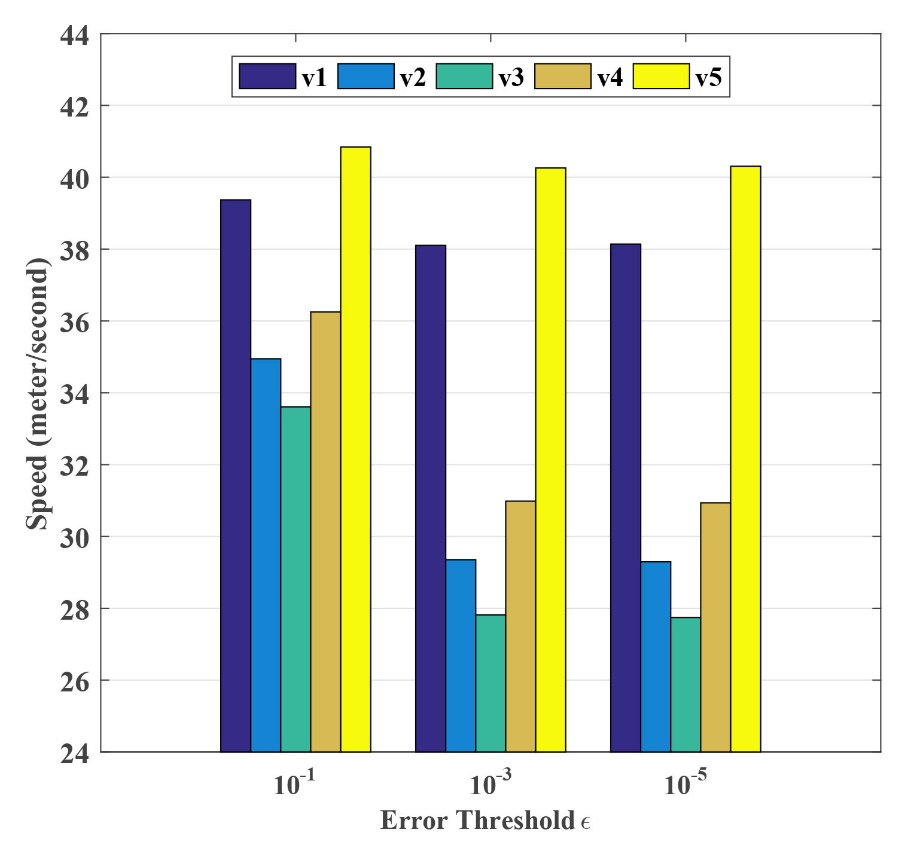 44
v1 v2 v3 v4 v5
42
40
38
36
34
32
30
28
26
24
Speed (meter/second)
10⁻¹ 10⁻³ 10⁻⁵
Error Threshold ϵ